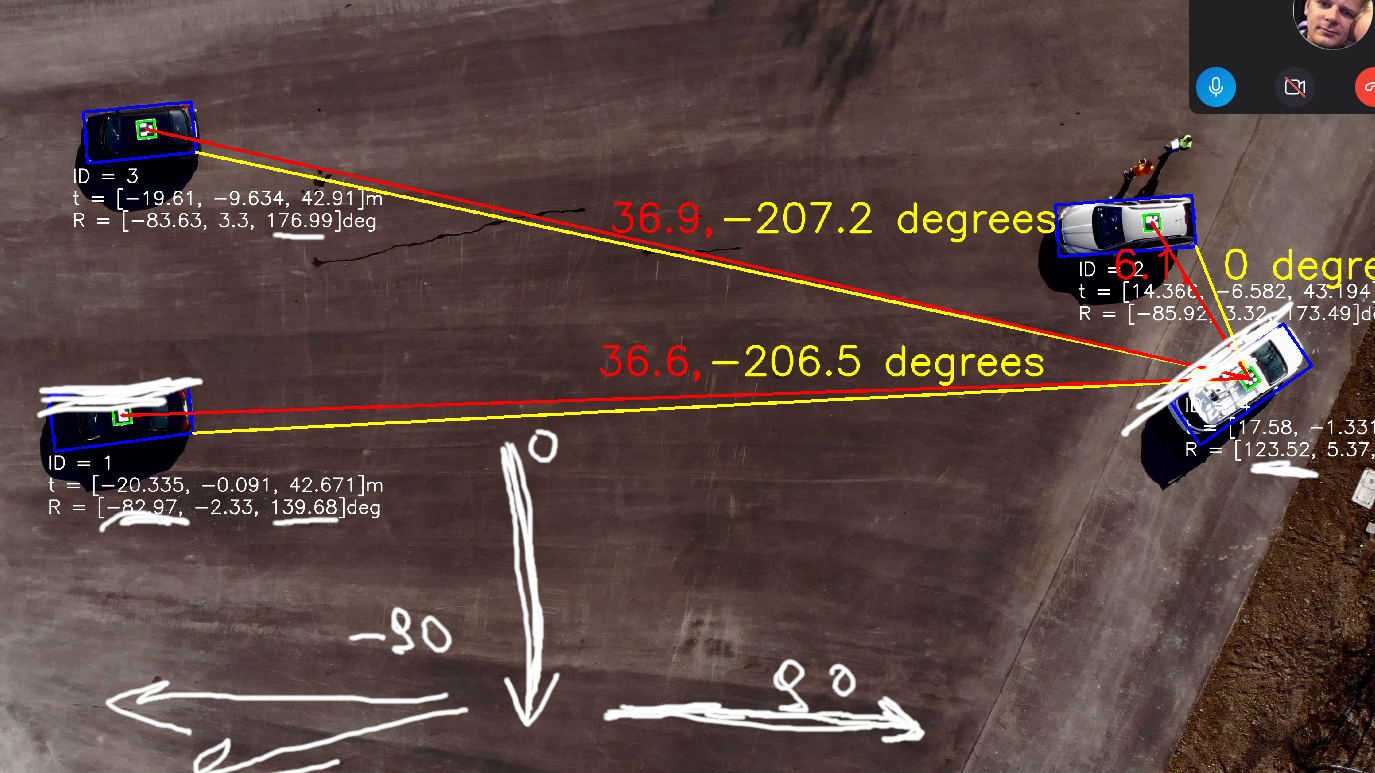 ID = 3
t = [-19.61, -9.634, 42.91]m
R = [-83.63, 3.3, 176.99]deg
36.9, -207.2 degrees
6.1, 0 degre
ID = 2
t = [14.366, -6.582, 43.194]
R = [-85.92, 3.32, 173.49]de
36.6, -206.5 degrees
t = [17.58, -1.331
R = [123.52, 5.37,
ID = 1
t = [-20.335, -0.091, 42.671]m
R = [-82.97, -2.33, 139.68]deg
0
-90
90